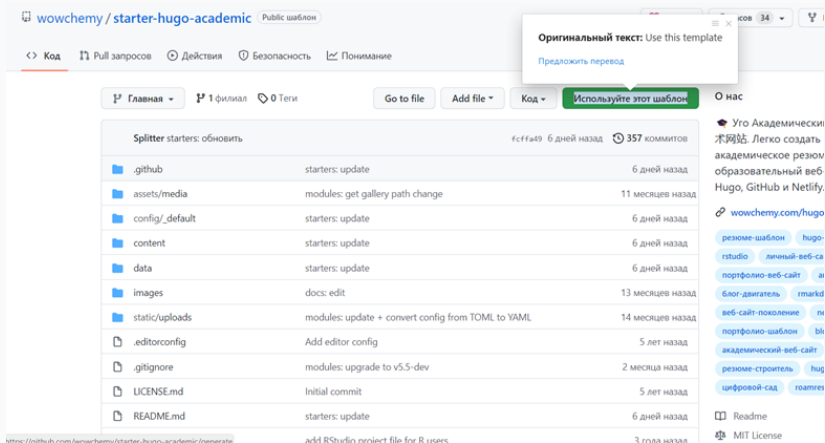 wowchemy / starter-hugo-academic Public шаблон
34
Код Pull запросов Действия Безопасность Понимание
Оригинальный текст: Use this template
Предложить перевод
Главная 1 филиал 0 Теги Go to file Add file Код Используйте этот шаблон
О нас
Splitter starters: обновить fcffa49 6 дней назад 357 коммитов
.github starters: update 6 дней назад
assets/media modules: get gallery path change 11 месяцев назад
config/_default starters: update 6 дней назад
content starters: update 6 дней назад
data starters: update 6 дней назад
images docs: edit 13 месяцев назад
static/uploads modules: update + convert config from TOML to YAML 14 месяцев назад
.editorconfig Add editor config 5 лет назад
.gitignore modules: upgrade to v5.5-dev 2 месяца назад
LICENSE.md Initial commit 5 лет назад
README.md starters: update 6 дней назад
add RStudio project file for R users 3 года назад
https://github.com/wowchemy/starter-hugo-academic/generate
Уго Академический
术网站. Легко создать
академическое
образовательный
Hugo, GitHub и Netlify.
wowchemy.com/hugo
резюме-шаблон hugo-
rstudio личный-веб-са
портфолио-веб-сайт
блог-двигатель rmarkd
веб-сайт-поколение
портфолио-шаблон
академический-веб-сайт
резюме-строитель hug
цифровой-сад roamres
Readme
MIT License